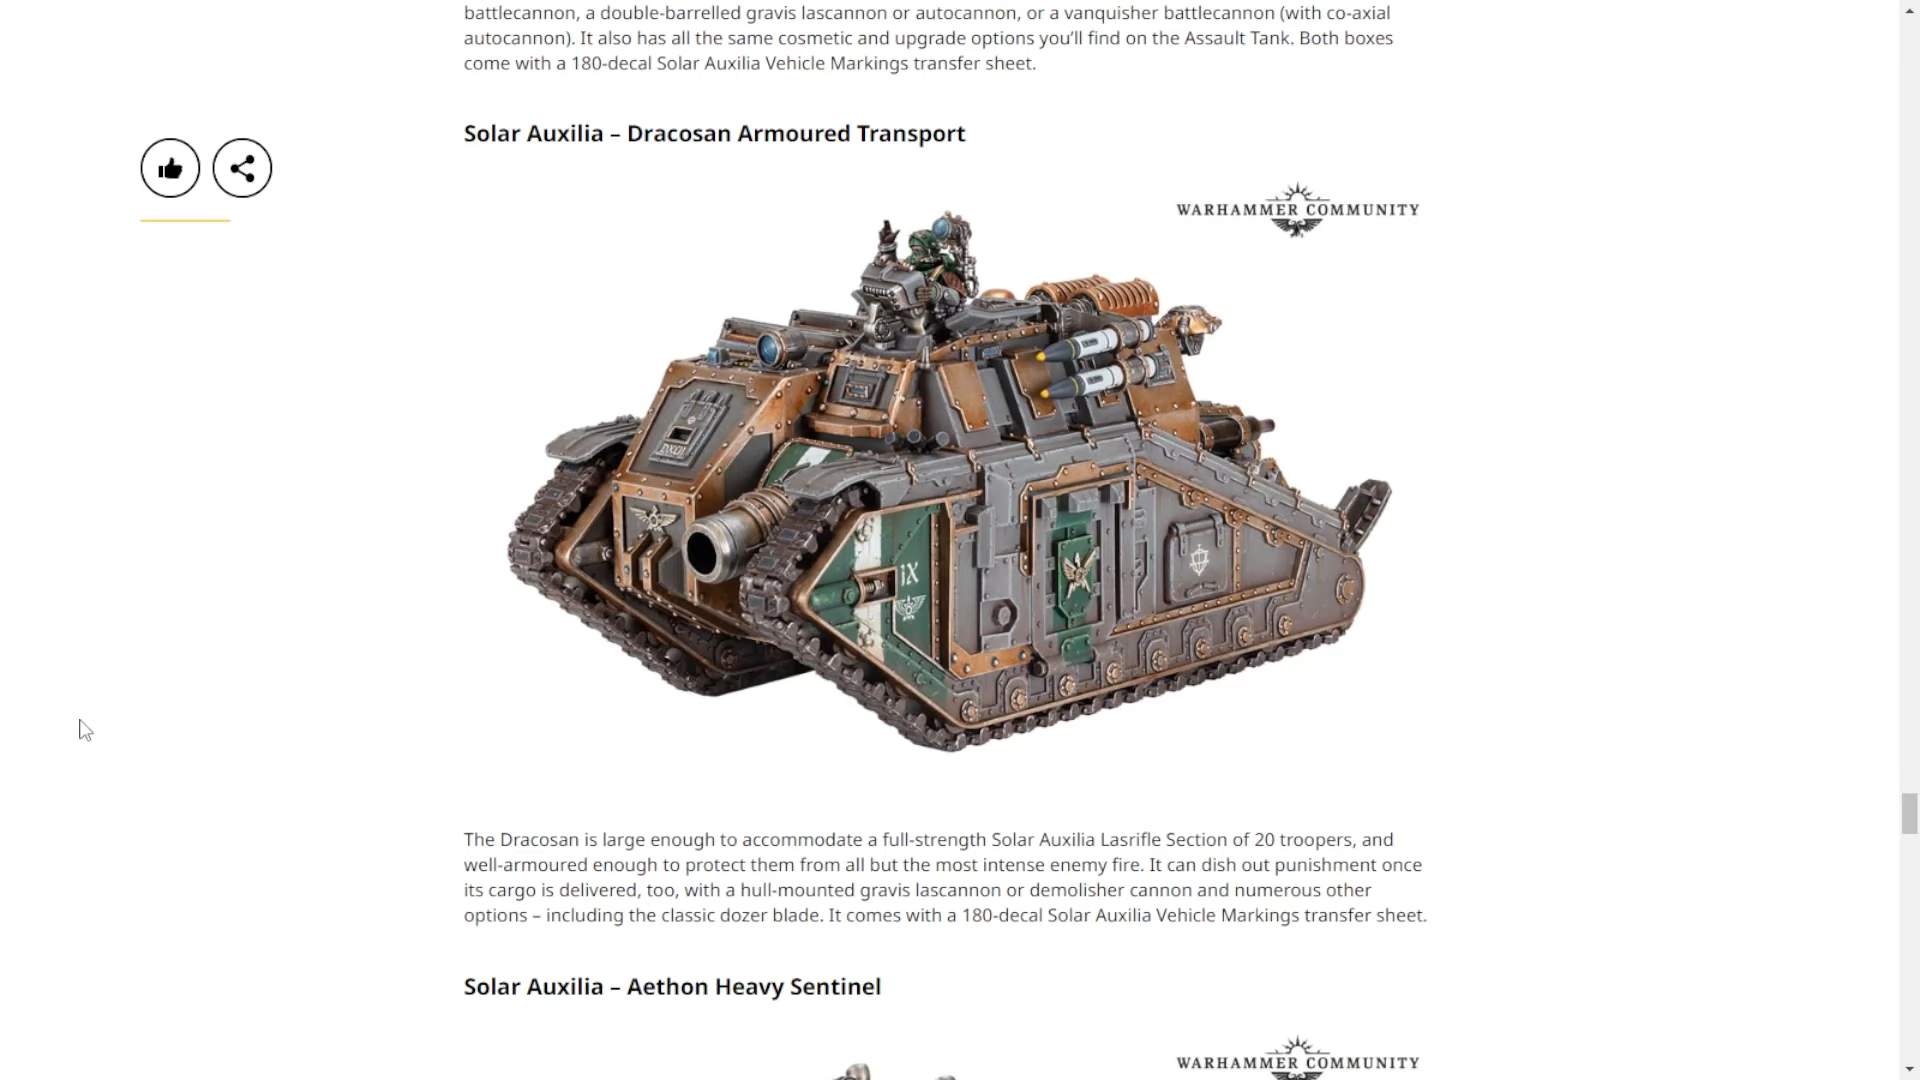 battlecannon, a double-barrelled gravis lascannon or autocannon, or a vanquisher battlecannon (with co-axial
autocannon). It also has all the same cosmetic and upgrade options you’ll find on the Assault Tank. Both boxes
come with a 180-decal Solar Auxilia Vehicle Markings transfer sheet.
Solar Auxilia – Dracosan Armoured Transport
WARHAMMER COMMUNITY
IX
The Dracosan is large enough to accommodate a full-strength Solar Auxilia Lasrifle Section of 20 troopers, and
well-armoured enough to protect them from all but the most intense enemy fire. It can dish out punishment once
its cargo is delivered, too, with a hull-mounted gravis lascannon or demolisher cannon and numerous other
options – including the classic dozer blade. It comes with a 180-decal Solar Auxilia Vehicle Markings transfer sheet.
Solar Auxilia – Aethon Heavy Sentinel
WARHAMMER COMMUNITY